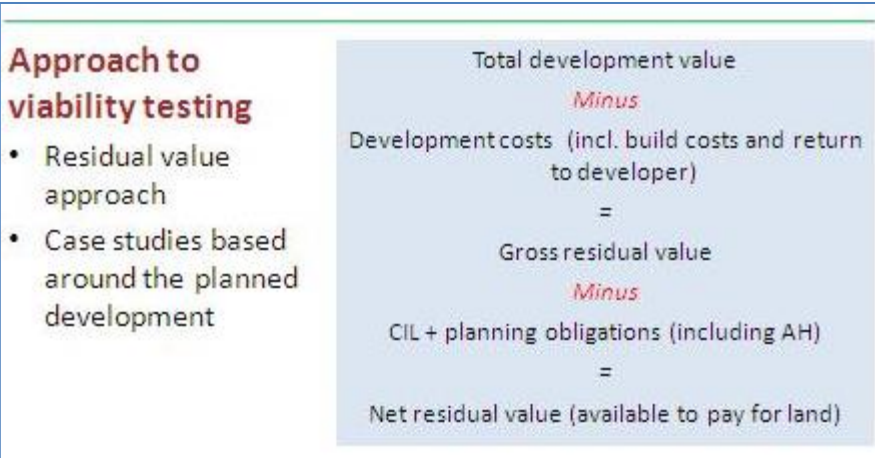 Approach to
viability testing
• Residual value
approach
• Case studies based
around the planned
development
Total development value
Minus
Development costs (incl. build costs and return
to developer)
=
Gross residual value
Minus
CIL + planning obligations (including AH)
=
Net residual value (available to pay for land)